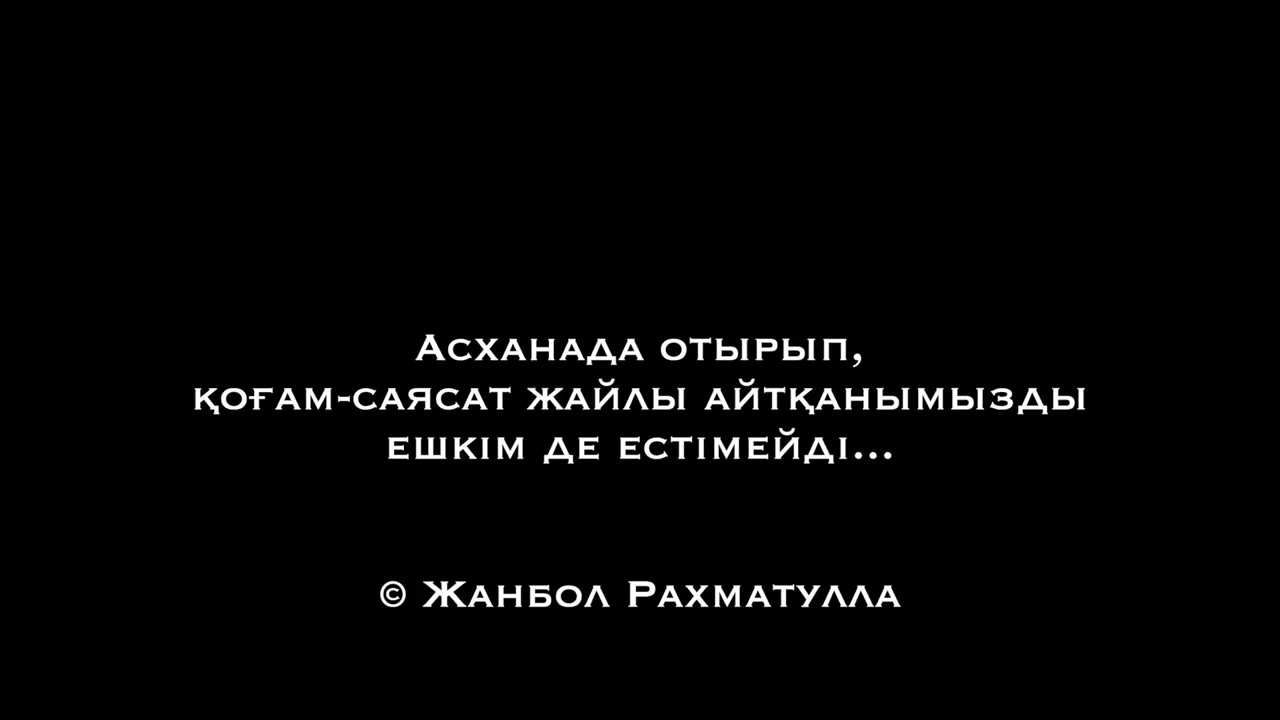 Асханада отырып,
қоғам-саясат жайлы айтқанымызды
ешкім де естімейді...
© Жанбол Рахматулла